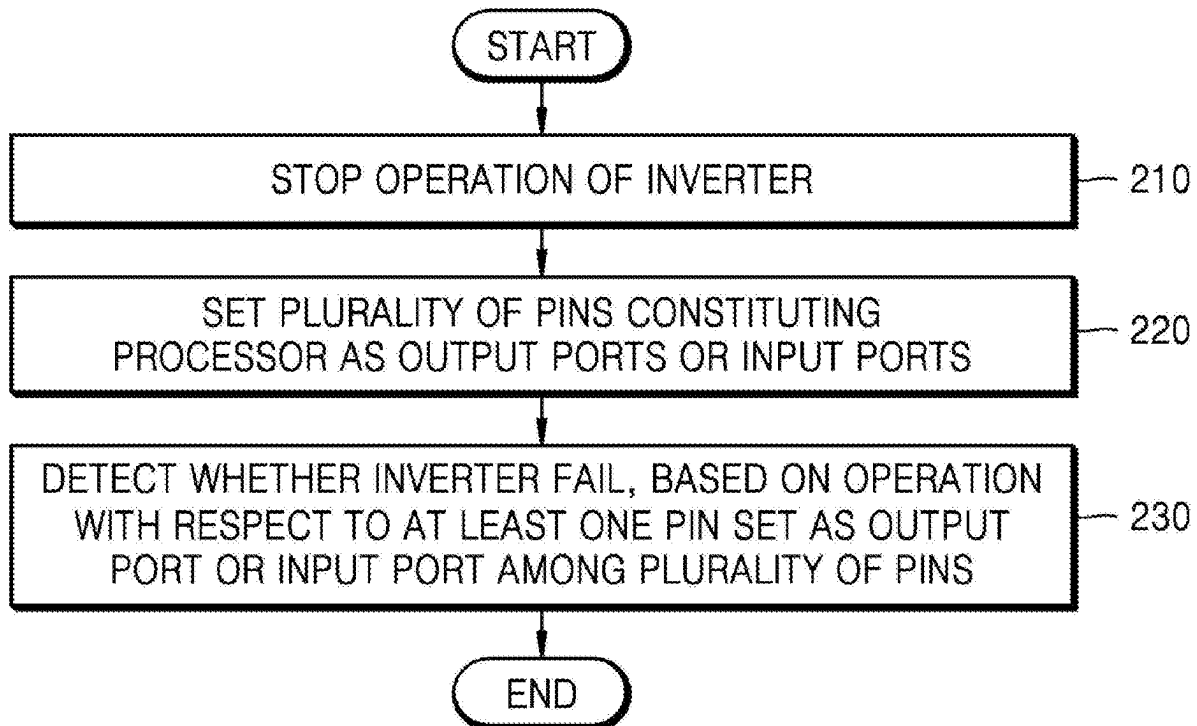 START
STOP OPERATION OF INVERTER
210
SET PLURALITY OF PINS CONSTITUTING
PROCESSOR AS OUTPUT PORTS OR INPUT PORTS
220
DETECT WHETHER INVERTER FAIL, BASED ON OPERATION
WITH RESPECT TO AT LEAST ONE PIN SET AS OUTPUT
PORT OR INPUT PORT AMONG PLURALITY OF PINS
230
END